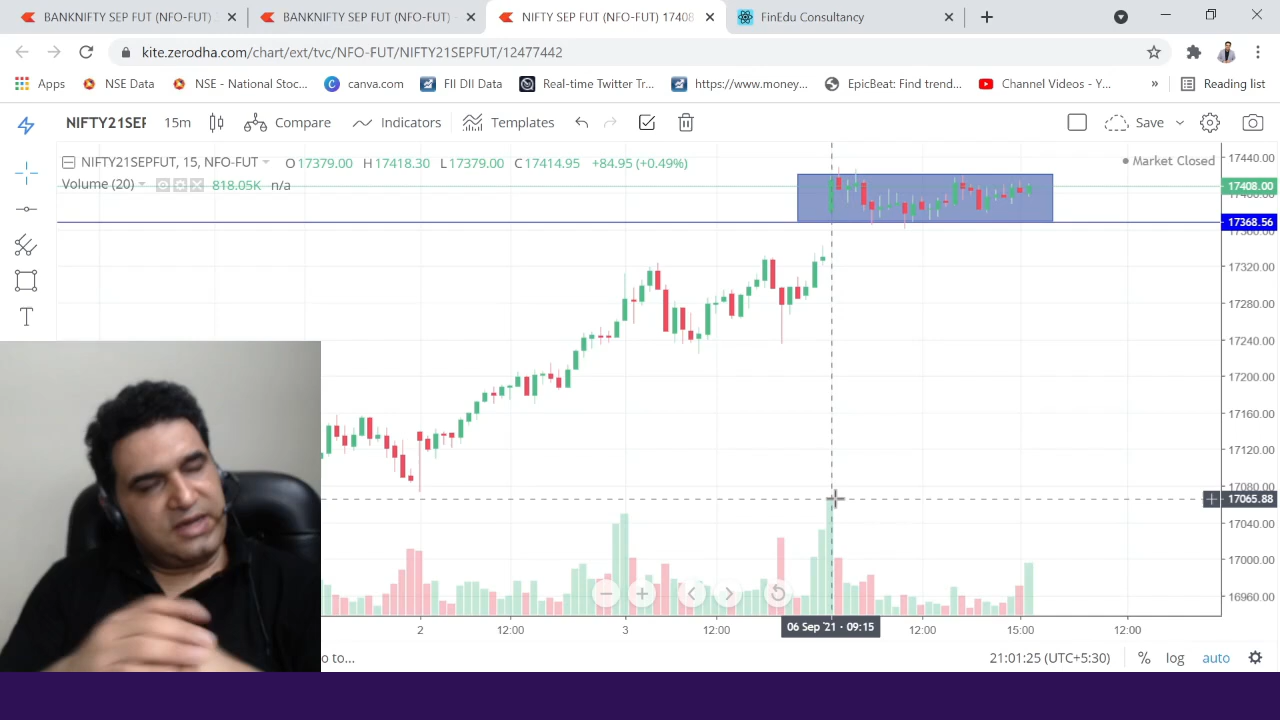 BANKNIFTY SEP FUT (NFO-FUT)
BANKNIFTY SEP FUT (NFO-FUT)
NIFTY SEP FUT (NFO-FUT) 17408
FinEdu Consultancy
kite.zerodha.com/chart/ext/tvc/NFO-FUT/NIFTY21SEPFUT/12477442
Apps
NSE Data
NSE - National Stoc...
canva.com
FII DII Data
Real-time Twitter Tr...
https://www.money...
EpicBeat: Find trend...
Channel Videos - Y...
»
Reading list
NIFTY21SEP
15m
Compare
Indicators
Templates
Save
NIFTY21SEPFUT, 15, NFO-FUT
O17379.00 H17418.30 L17379.00 C17414.95 +84.95 (+0.49%)
Market Closed
Volume (20)
818.05K n/a
17440.00
17408.00
17368.56
17320.00
17280.00
17240.00
17200.00
17160.00
17120.00
17080.00
17065.88
17040.00
17000.00
16960.00
2
12:00
3
12:00
06 Sep '21 · 09:15
12:00
15:00
12:00
o to...
21:01:25 (UTC+5:30)
%
log
auto
T